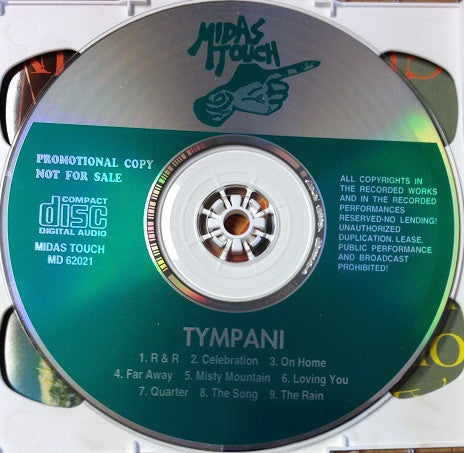 MIDAS
TOUCH
PROMOTIONAL COPY
NOT FOR SALE
COMPACT
disc
DIGITAL AUDIO
MIDAS TOUCH
MD 62021
ALL COPYRIGHTS IN
THE RECORDED WORKS
AND IN THE RECORDED
PERFORMANCES
RESERVED-NO LENDING!
UNAUTHORIZED
DUPLICATION, LEASE,
PUBLIC PERFORMANCE
AND BROADCAST
PROHIBITED!
TYMPANI
1. R & R 2. Celebration 3. On Home
4. Far Away 5. Misty Mountain 6. Loving You
7. Quarter 8. The Song 9. The Rain